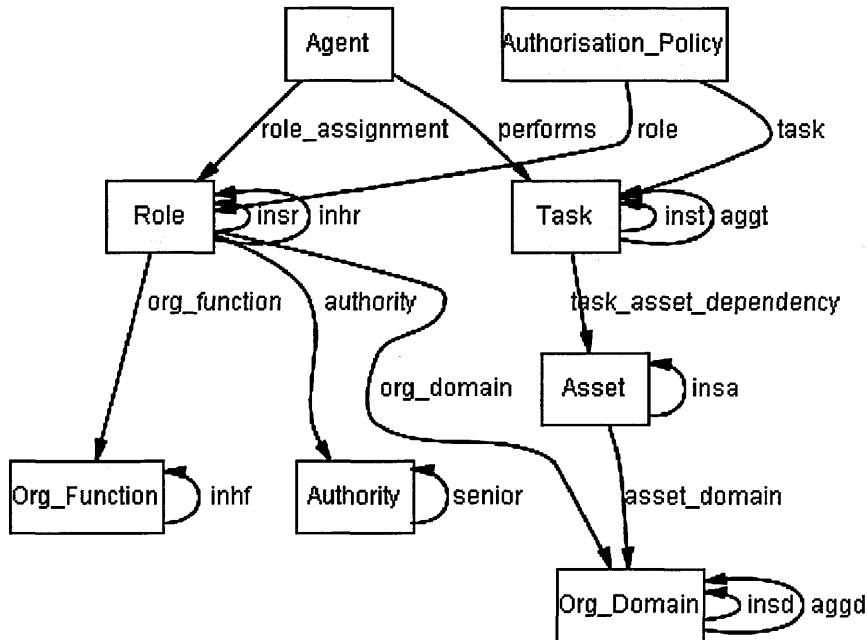 Agent
Authorisation_Policy
role_assignment
performs
role
task
Role
insr
inhr
Task
inst
aggt
org_function
authority
task_asset_dependency
org_domain
Asset
insa
Org_Function
inhf
Authority
senior
asset_domain
Org_Domain
insd
aggd